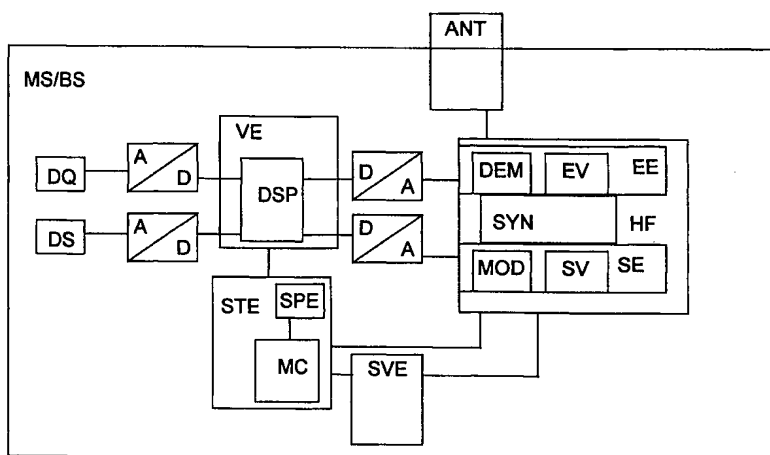 ANT
MS/BS
VE
A
D
D
A
DQ
DSP
DEM
EV
EE
DS
A
D
D
A
SYN
HF
MOD
SV
SE
STE
SPE
MC
SVE